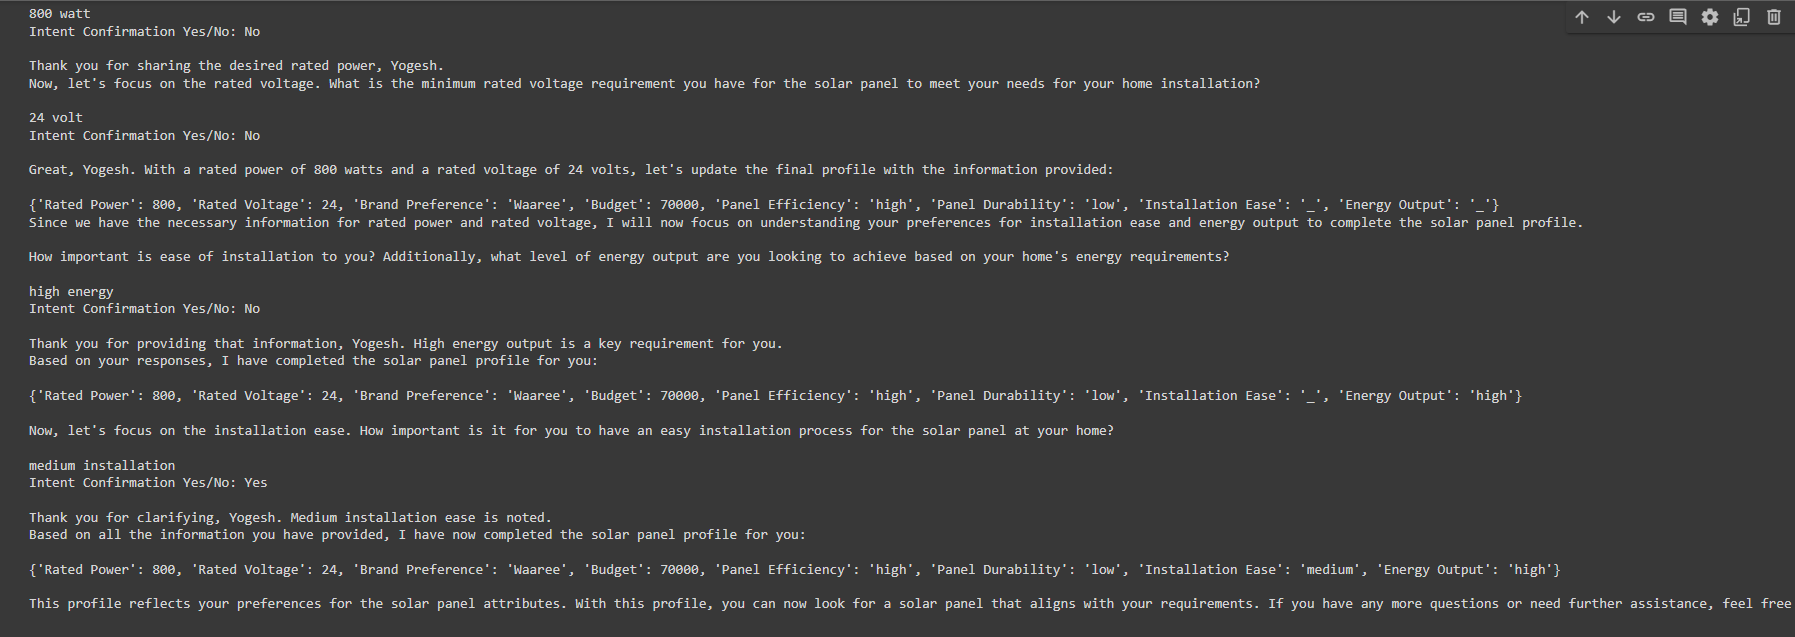 800 watt
Intent Confirmation Yes/No: No
Thank you for sharing the desired rated power, Yogesh.
Now, let's focus on the rated voltage. What is the minimum rated voltage requirement you have for the solar panel to meet your needs for your home installation?
24 volt
Intent Confirmation Yes/No: No
Great, Yogesh. With a rated power of 800 watts and a rated voltage of 24 volts, let's update the final profile with the information provided:
{'Rated Power': 800, 'Rated Voltage': 24, 'Brand Preference': 'Waaree', 'Budget': 70000, 'Panel Efficiency': 'high', 'Panel Durability': 'low', 'Installation Ease': '_', 'Energy Output': '_'}
Since we have the necessary information for rated power and rated voltage, I will now focus on understanding your preferences for installation ease and energy output to complete the solar panel profile.
How important is ease of installation to you? Additionally, what level of energy output are you looking to achieve based on your home's energy requirements?
high energy
Intent Confirmation Yes/No: No
Thank you for providing that information, Yogesh. High energy output is a key requirement for you.
Based on your responses, I have completed the solar panel profile for you:
{'Rated Power': 800, 'Rated Voltage': 24, 'Brand Preference': 'Waaree', 'Budget': 70000, 'Panel Efficiency': 'high', 'Panel Durability': 'low', 'Installation Ease': '_', 'Energy Output': 'high'}
Now, let's focus on the installation ease. How important is it for you to have an easy installation process for the solar panel at your home?
medium installation
Intent Confirmation Yes/No: Yes
Thank you for clarifying, Yogesh. Medium installation ease is noted.
Based on all the information you have provided, I have now completed the solar panel profile for you:
{'Rated Power': 800, 'Rated Voltage': 24, 'Brand Preference': 'Waaree', 'Budget': 70000, 'Panel Efficiency': 'high', 'Panel Durability': 'low', 'Installation Ease': 'medium', 'Energy Output': 'high'}
This profile reflects your preferences for the solar panel attributes. With this profile, you can now look for a solar panel that aligns with your requirements. If you have any more questions or need further assistance, feel free